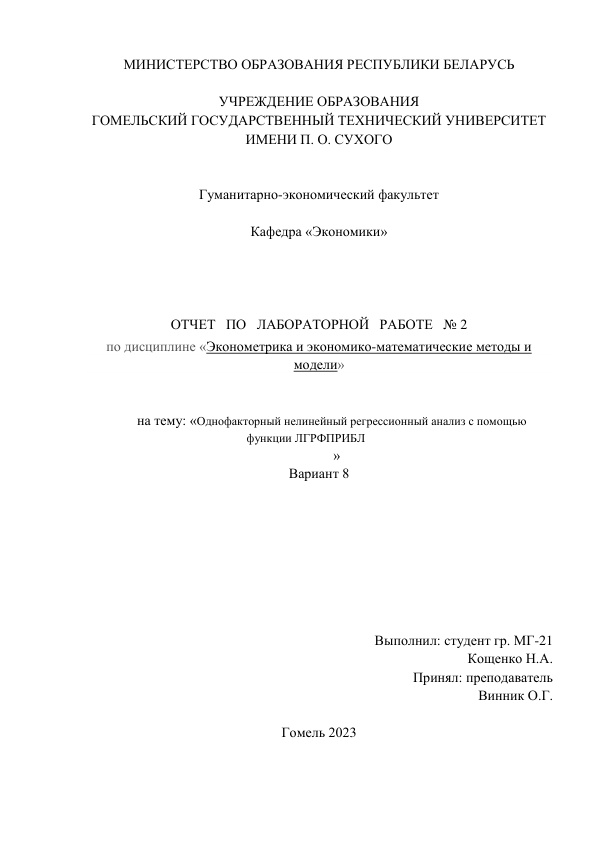 МИНИСТЕРСТВО ОБРАЗОВАНИЯ РЕСПУБЛИКИ БЕЛАРУСЬ
УЧРЕЖДЕНИЕ ОБРАЗОВАНИЯ
ГОМЕЛЬСКИЙ ГОСУДАРСТВЕННЫЙ ТЕХНИЧЕСКИЙ УНИВЕРСИТЕТ
ИМЕНИ П. О. СУХОГО
Гуманитарно-экономический факультет
Кафедра «Экономики»
ОТЧЕТ ПО ЛАБОРАТОРНОЙ РАБОТЕ № 2
по дисциплине «Эконометрика и экономико-математические методы и
модели»
на тему: «Однофакторный нелинейный регрессионный анализ с помощью
функции ЛГРФПРИБЛ
»
Вариант 8
Выполнил: студент гр. МГ-21
Кощенко Н.А.
Принял: преподаватель
Винник О.Г.
Гомель 2023